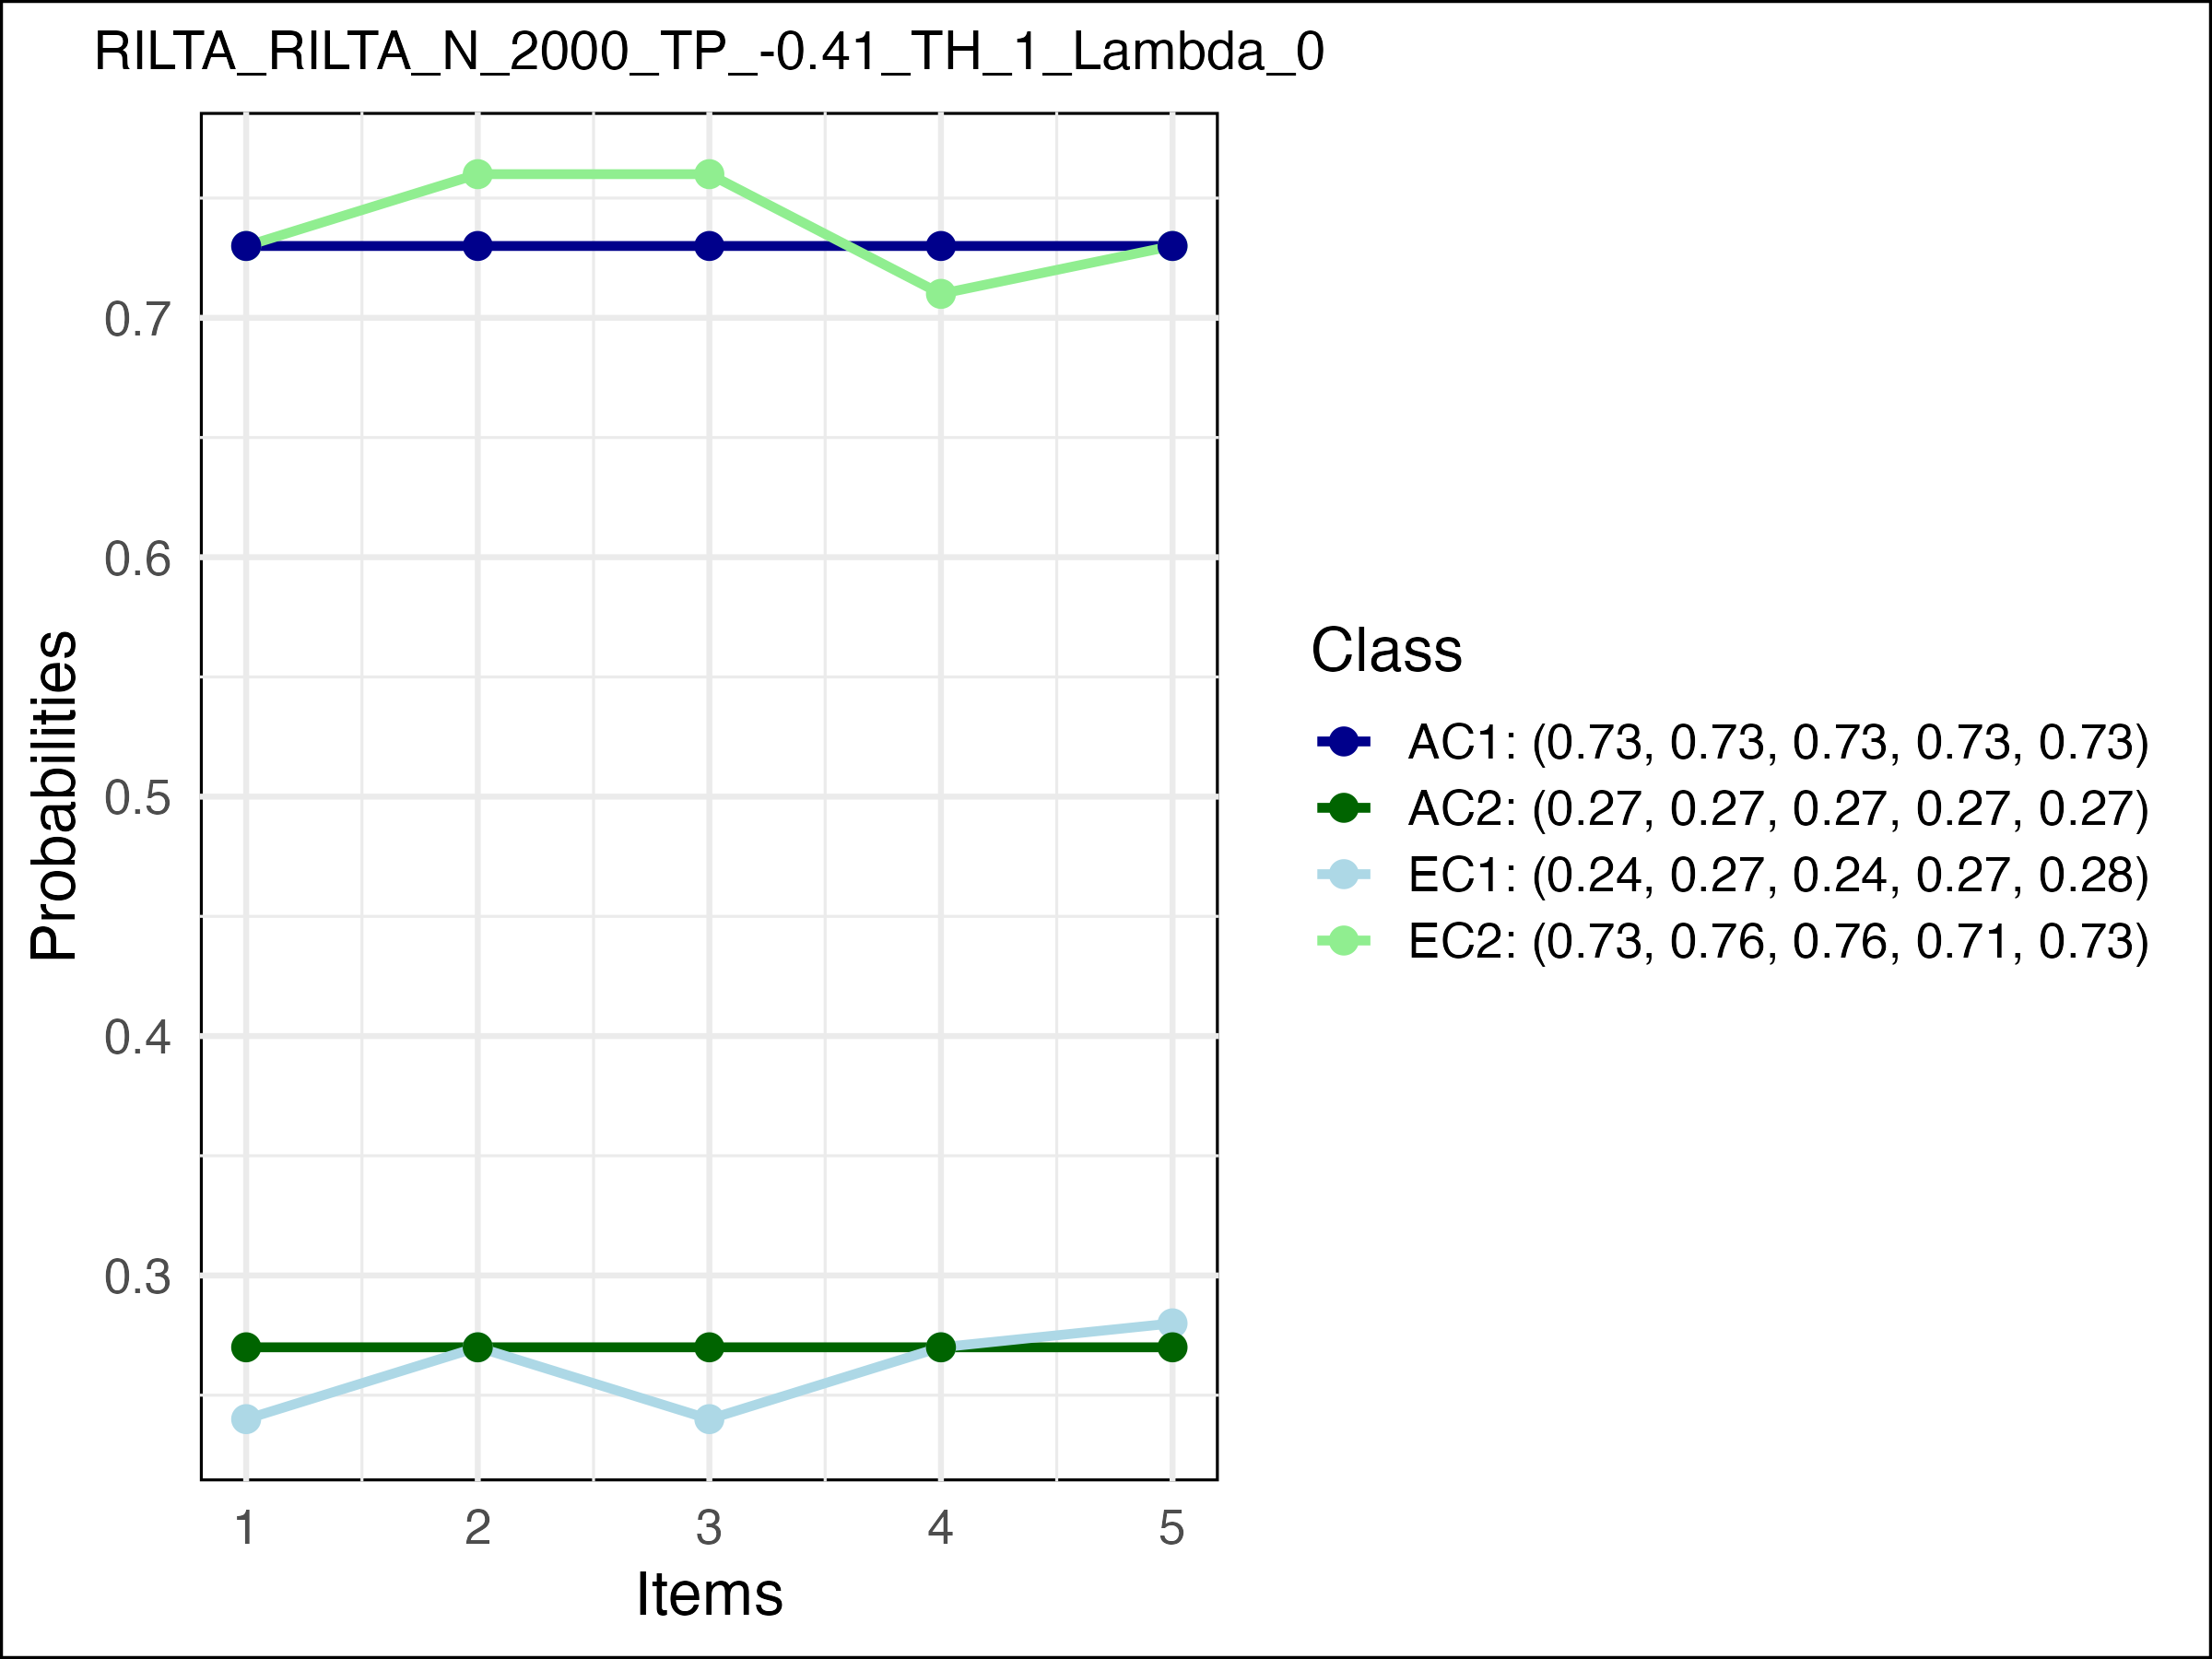 RILTA_RILTA_N_2000_TP_-0.41_TH_1_Lambda_0
Probabilities
0.7
0.6
0.5
0.4
0.3
1 2 3 4 5
Items
Class
AC1: (0.73, 0.73, 0.73, 0.73, 0.73)
AC2: (0.27, 0.27, 0.27, 0.27, 0.27)
EC1: (0.24, 0.27, 0.24, 0.27, 0.28)
EC2: (0.73, 0.76, 0.76, 0.71, 0.73)